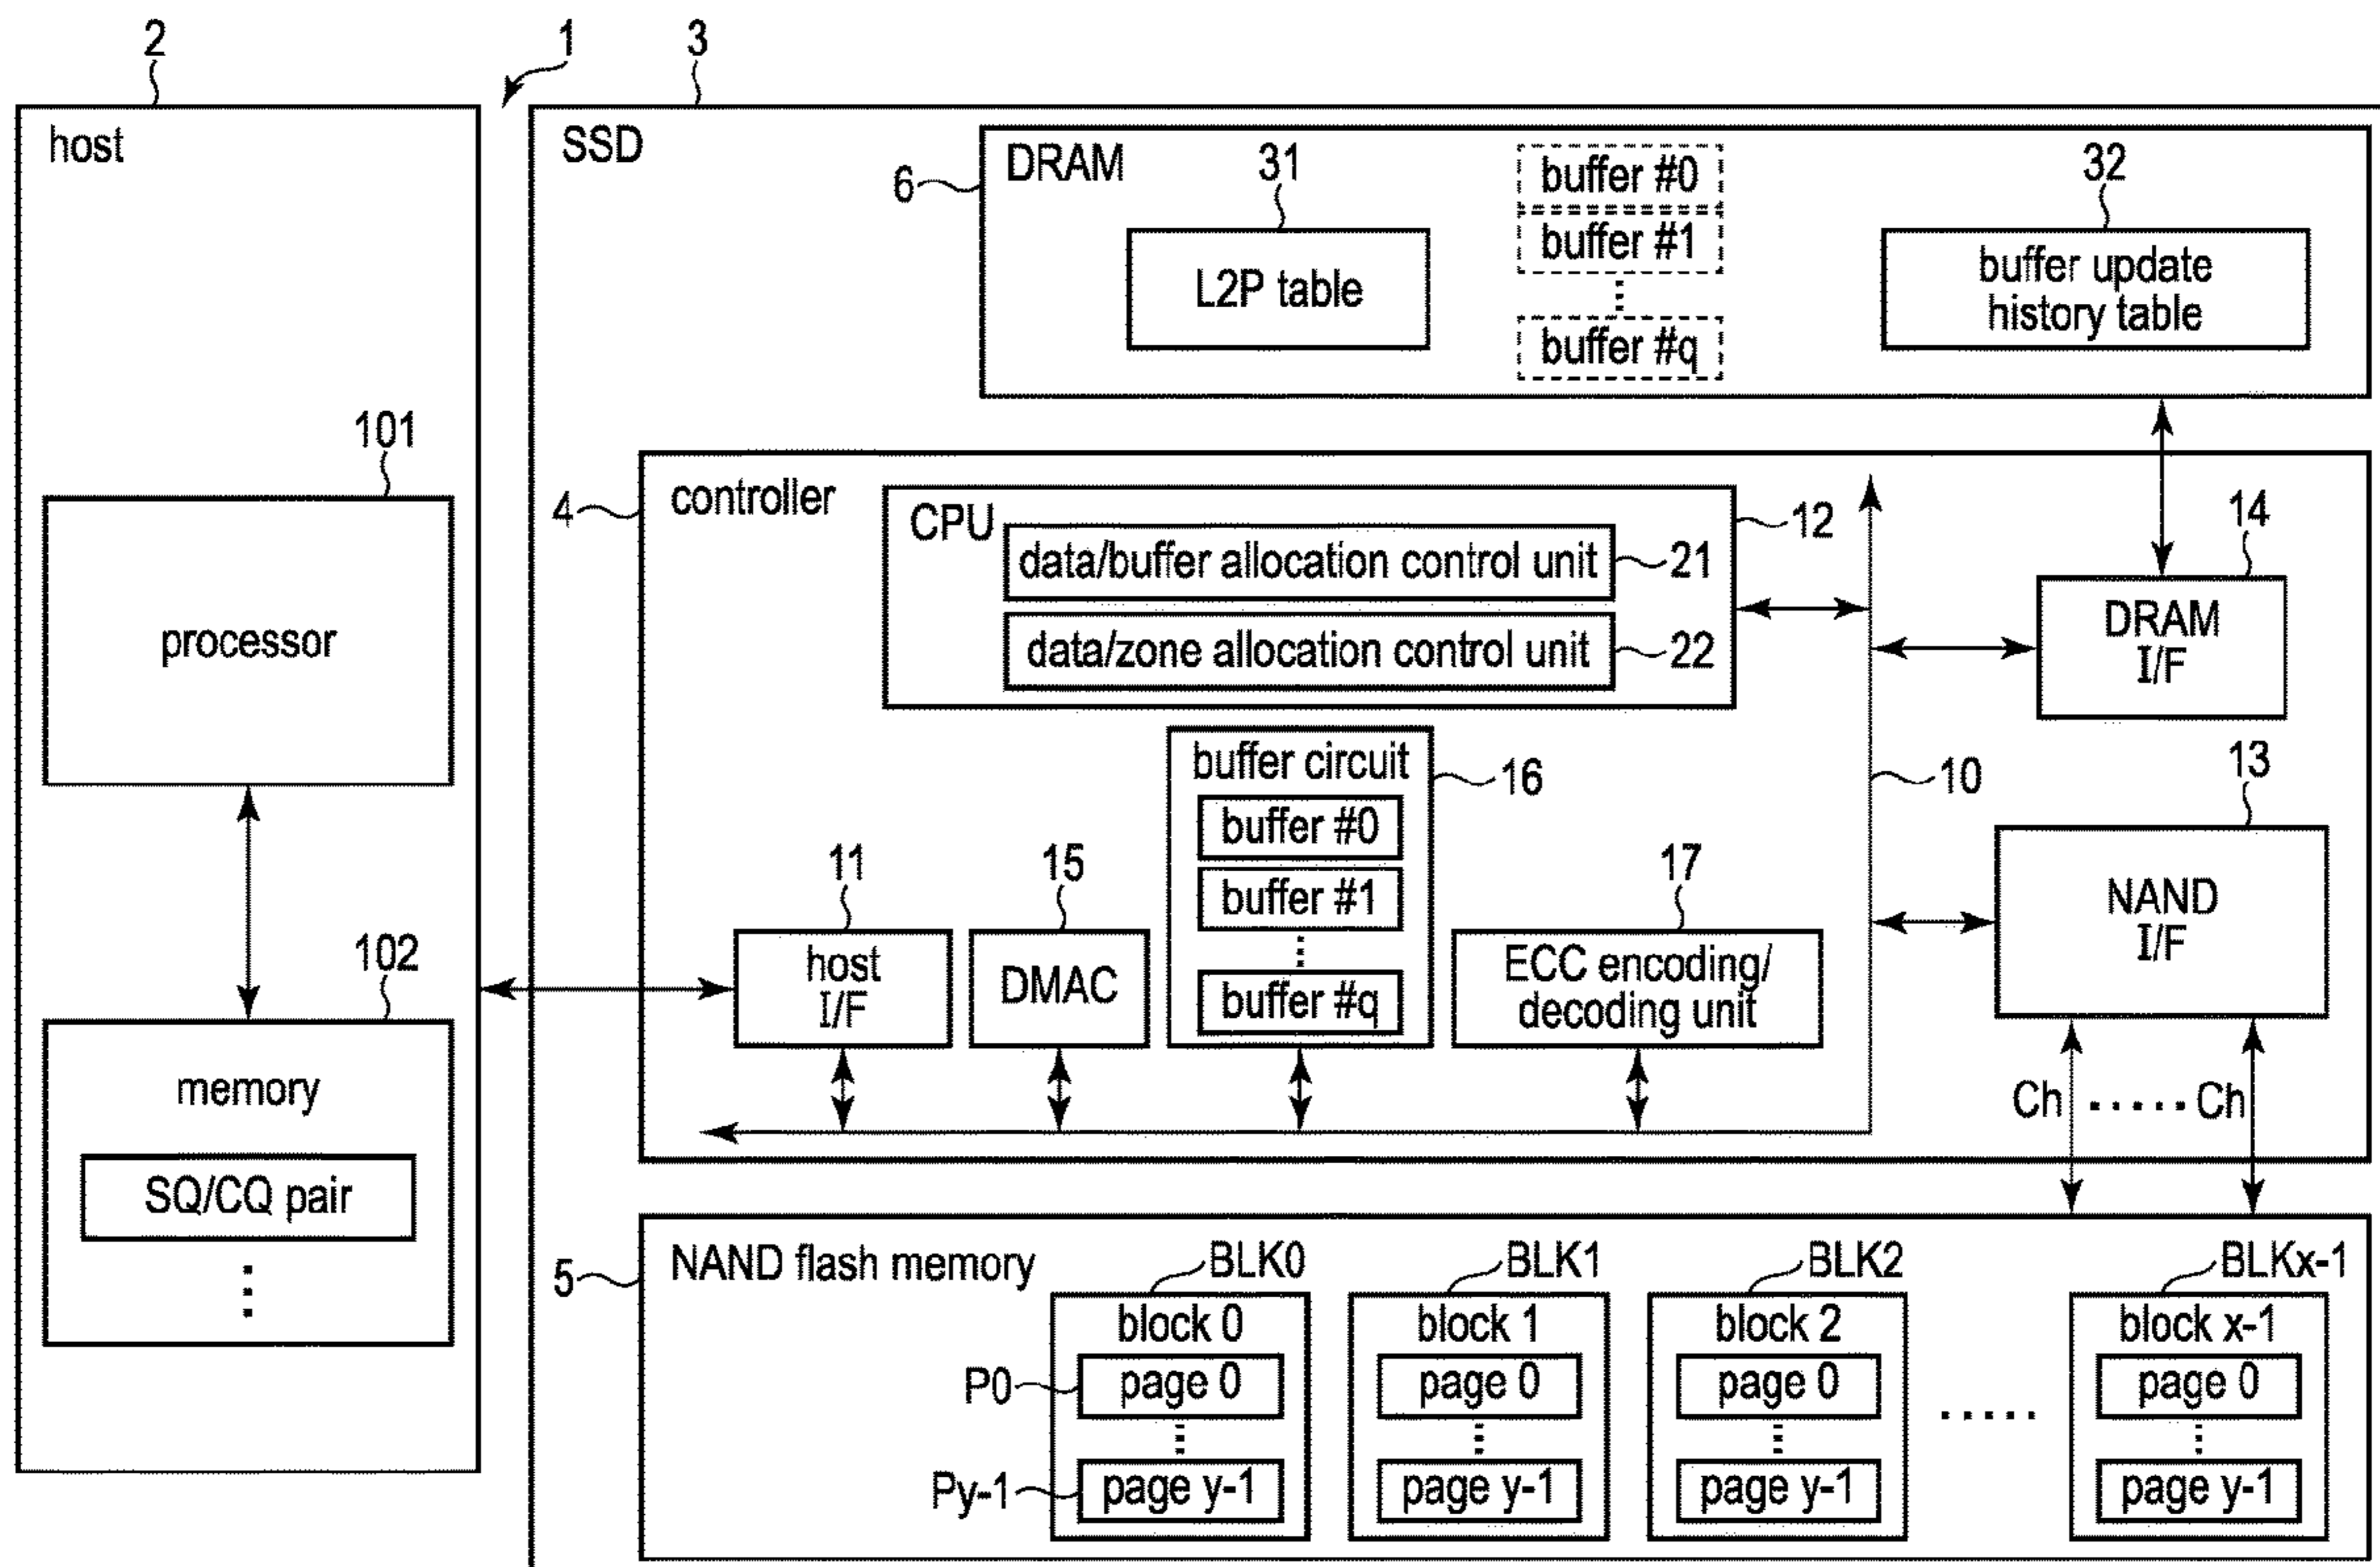 2
1
3
host
SSD
6
DRAM
31
L2P table
buffer #0
buffer #1
buffer #q
32
buffer update
history table
101
processor
102
memory
SQ/CQ pair
4
controller
CPU
12
data/buffer allocation control unit
21
data/zone allocation control unit
22
14
DRAM
I/F
buffer circuit
16
buffer #0
buffer #1
buffer #q
10
13
NAND
I/F
11
host
I/F
15
DMAC
17
ECC encoding/
decoding unit
Ch ..... Ch
5
NAND flash memory
BLK0
BLK1
BLK2
BLKx-1
block 0
block 1
block 2
block x-1
P0
page 0
page 0
page 0
.....
page 0
Py-1
page y-1
page y-1
page y-1
page y-1